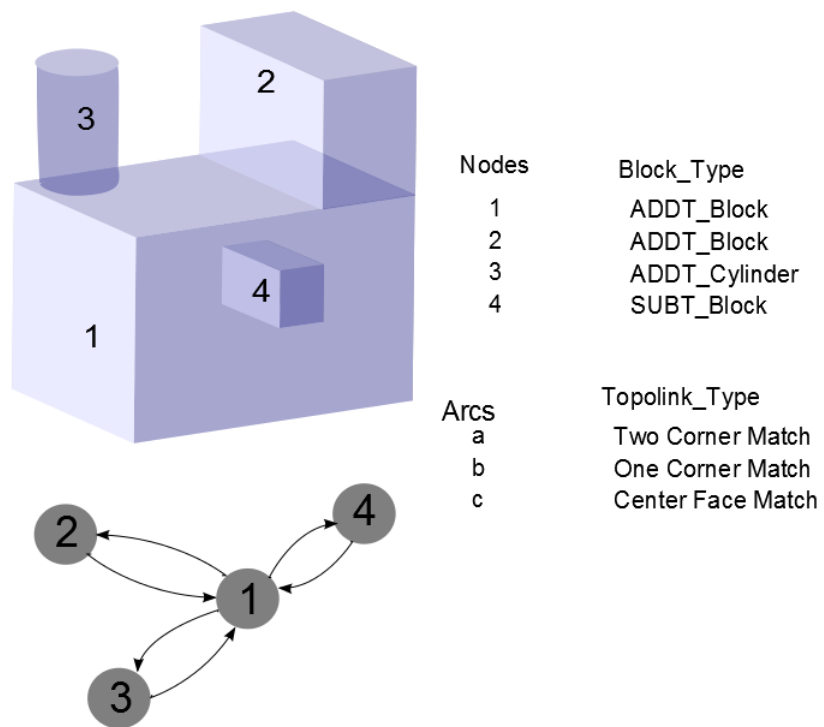 3
2
4
1
Nodes Block_Type
1 ADDT_Block
2 ADDT_Block
3 ADDT_Cylinder
4 SUBT_Block
Arcs Topolink_Type
a Two Corner Match
b One Corner Match
c Center Face Match
2
4
1
3